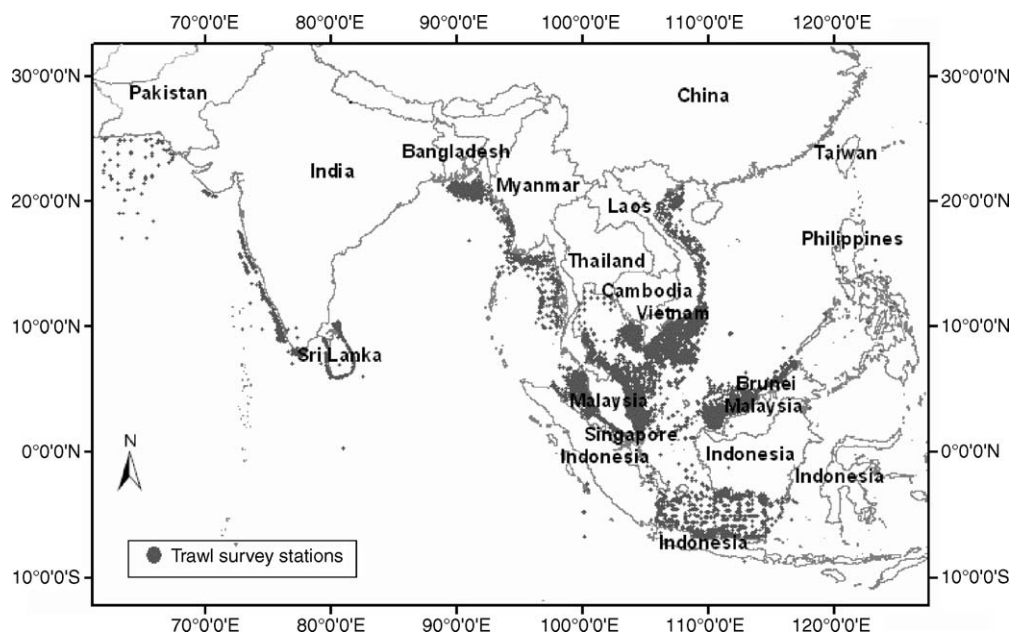 70°0'0'E 80°0'0'E 90°0'0'E 100°0'0'E 110°0'0'E 120°0'0'E
30°0'0'N 30°0'0'N
Pakistan
China
Bangladesh
Taiwan
India
Myanmar
20°0'0'N 20°0'0'N
Laos
Philippines
Thailand
Cambodia
Vietnam
10°0'0'N 10°0'0'N
Sri Lanka
Brunei
Malaysia Malaysia
Singapore
N
0°0'0'N 0°0'0'N
Indonesia Indonesia
Indonesia
Indonesia
Trawl survey stations
10°0'0'S 10°0'0'S
70°0'0'E 80°0'0'E 90°0'0'E 100°0'0'E 110°0'0'E 120°0'0'E